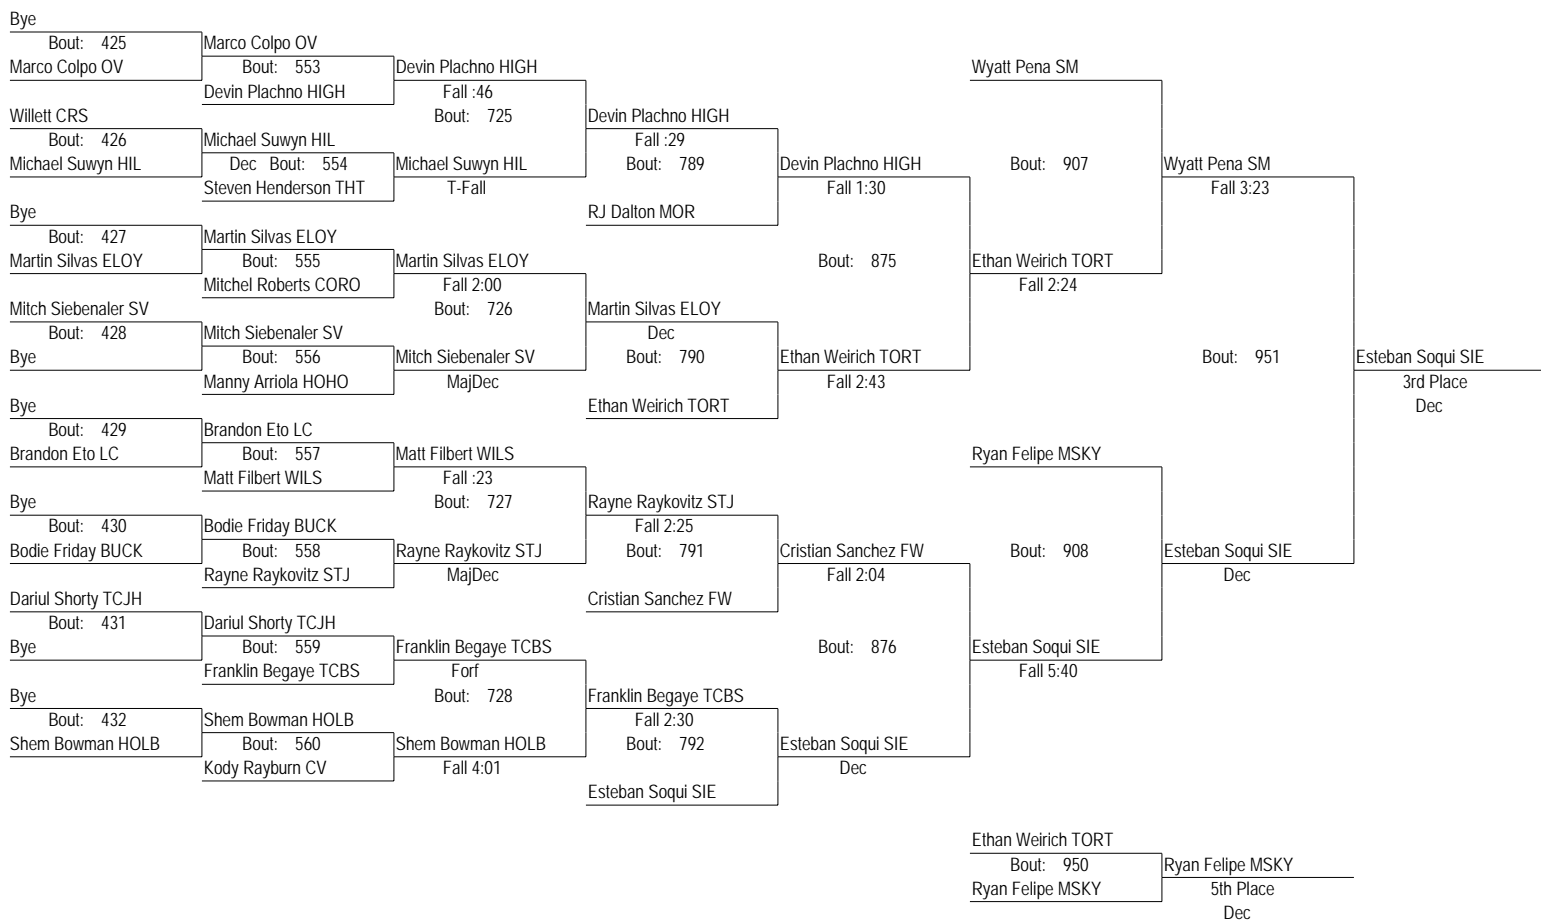 Bye
Bout: 425 Marco Colpo OV
Marco Colpo OV Bout: 553 Devin Plachno HIGH Wyatt Pena SM
Devin Plachno HIGH Fall :46
Willett CRS Bout: 725 Devin Plachno HIGH
Bout: 426 Michael Suwyn HIL Fall :29
Michael Suwyn HIL Dec Bout: 554 Michael Suwyn HIL Bout: 789 Devin Plachno HIGH Bout: 907 Wyatt Pena SM
Steven Henderson THT T-Fall Fall 1:30 Fall 3:23
Bye RJ Dalton MOR
Bout: 427 Martin Silvas ELOY
Martin Silvas ELOY Bout: 555 Martin Silvas ELOY Bout: 875 Ethan Weirich TORT
Mitchel Roberts CORO Fall 2:00 Fall 2:24
Mitch Siebenaler SV Bout: 726 Martin Silvas ELOY
Bout: 428 Mitch Siebenaler SV Dec
Bye Bout: 556 Mitch Siebenaler SV Bout: 790 Ethan Weirich TORT Bout: 951 Esteban Soqui SIE
Manny Arriola HOHO MajDec Fall 2:43 3rd Place
Bye Ethan Weirich TORT Dec
Bout: 429 Brandon Eto LC
Brandon Eto LC Bout: 557 Matt Filbert WILS Ryan Felipe MSKY
Matt Filbert WILS Fall :23
Bye Bout: 727 Rayne Raykovitz STJ
Bout: 430 Bodie Friday BUCK Fall 2:25
Bodie Friday BUCK Bout: 558 Rayne Raykovitz STJ Bout: 791 Cristian Sanchez FW Bout: 908 Esteban Soqui SIE
Rayne Raykovitz STJ MajDec Fall 2:04 Dec
Dariul Shorty TCJH Cristian Sanchez FW
Bout: 431 Dariul Shorty TCJH
Bye Bout: 559 Franklin Begaye TCBS Bout: 876 Esteban Soqui SIE
Franklin Begaye TCBS Forf Fall 5:40
Bye Bout: 728 Franklin Begaye TCBS
Bout: 432 Shem Bowman HOLB Fall 2:30
Shem Bowman HOLB Bout: 560 Shem Bowman HOLB Bout: 792 Esteban Soqui SIE
Kody Rayburn CV Fall 4:01 Dec
Esteban Soqui SIE
Ethan Weirich TORT
Bout: 950 Ryan Felipe MSKY
Ryan Felipe MSKY 5th Place
Dec